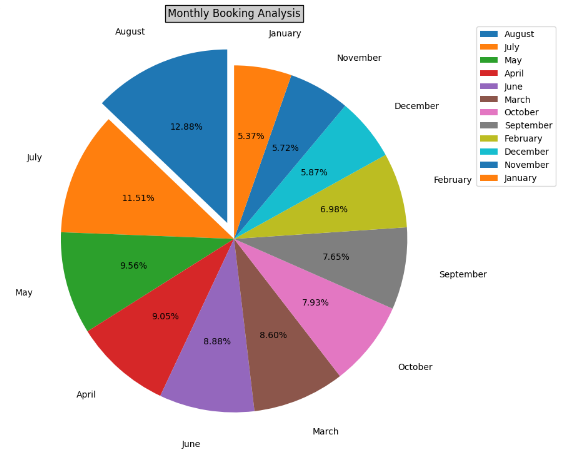 Monthly Booking Analysis
August
January
November
December
February
September
October
March
June
April
May
July
12.88%
11.51%
9.56%
9.05%
8.88%
8.60%
7.93%
7.65%
6.98%
5.87%
5.72%
5.37%
August
July
May
April
June
March
October
September
February
December
November
January